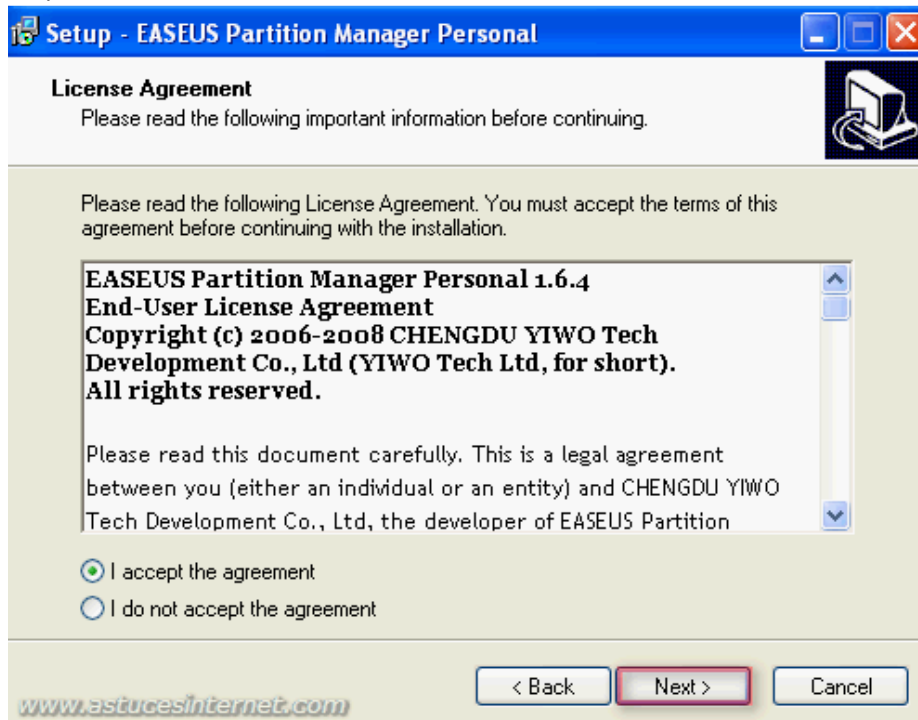 Setup - EASEUS Partition Manager Personal
License Agreement
Please read the following important information before continuing.
Please read the following License Agreement. You must accept the terms of this
agreement before continuing with the installation.
EASEUS Partition Manager Personal 1.6.4
End-User License Agreement
Copyright (c) 2006-2008 CHENGDU YIWO Tech
Development Co., Ltd (YIWO Tech Ltd, for short).
All rights reserved.
Please read this document carefully. This is a legal agreement
between you (either an individual or an entity) and CHENGDU YIWO
Tech Development Co., Ltd, the developer of EASEUS Partition
I accept the agreement
I do not accept the agreement
< Back Next > Cancel
www.astucesinternet.com